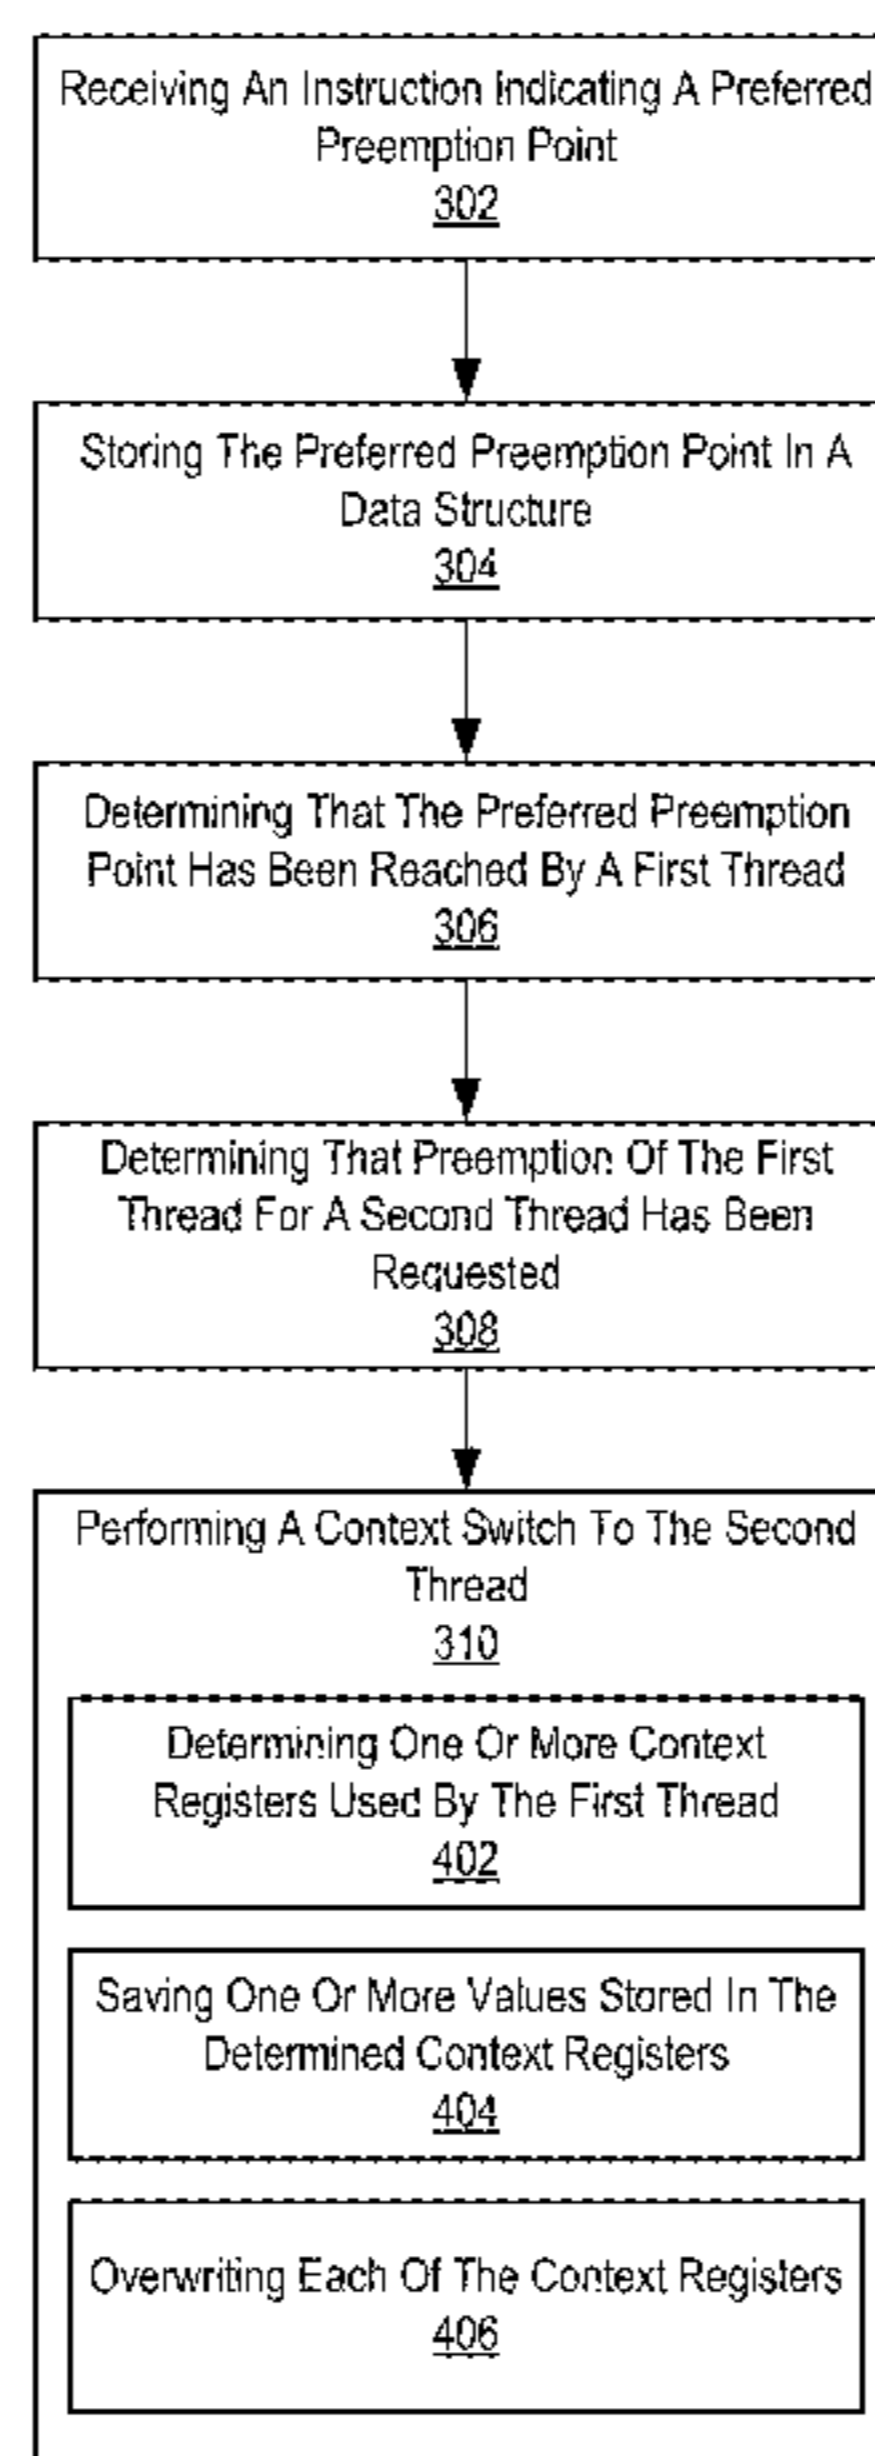 Receiving An Instruction Indicating A Preferred
Preemption Point
302
Storing The Preferred Preemption Point In A
Data Structure
304
Determining That The Preferred Preemption
Point Has Been Reached By A First Thread
306
Determining That Preemption Of The First
Thread For A Second Thread Has Been
Requested
308
Performing A Context Switch To The Second
Thread
310
Determining One Or More Context
Registers Used By The First Thread
402
Saving One Or More Values Stored In The
Determined Context Registers
404
Overwriting Each Of The Context Registers
406